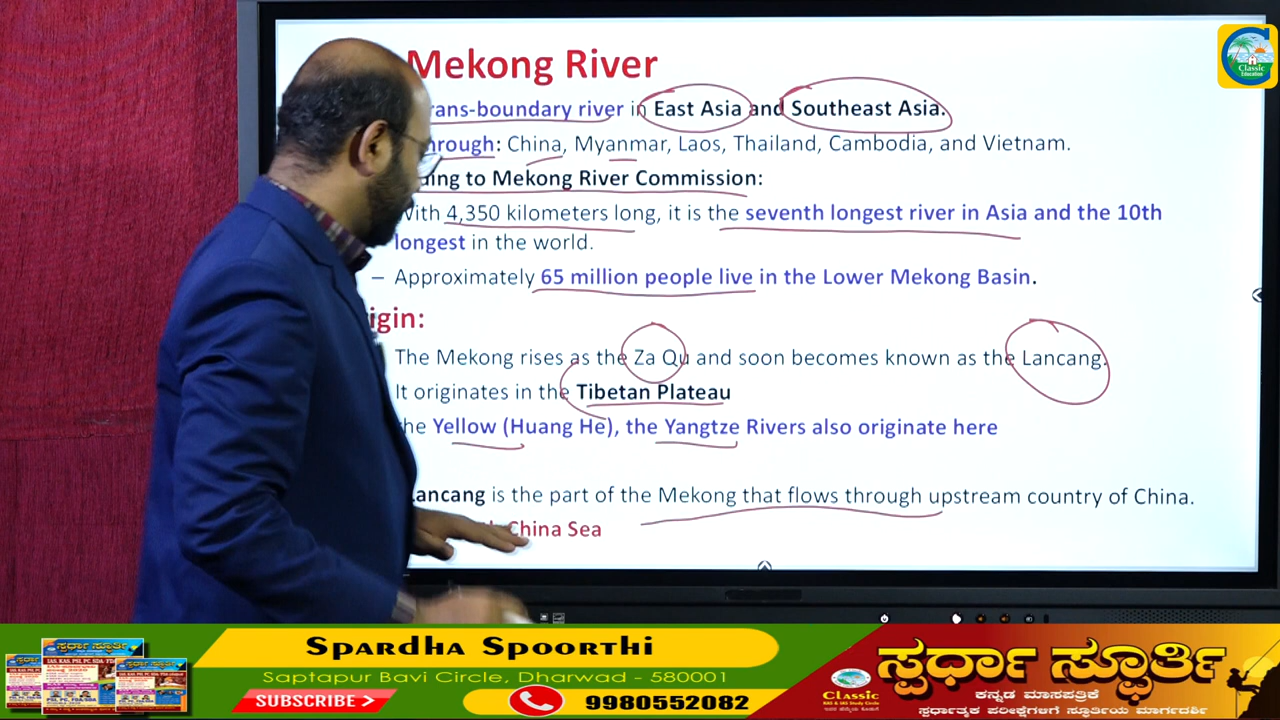 Mekong River
rans-boundary river in East Asia and Southeast Asia.
hrough: China, Myanmar, Laos, Thailand, Cambodia, and Vietnam.
ding to Mekong River Commission:
With 4,350 kilometers long, it is the seventh longest river in Asia and the 10th
longest in the world.
– Approximately 65 million people live in the Lower Mekong Basin.
igin:
The Mekong rises as the Za Qu and soon becomes known as the Lancang.
It originates in the Tibetan Plateau
the Yellow (Huang He), the Yangtze Rivers also originate here
Lancang is the part of the Mekong that flows through upstream country of China.
China Sea
Classic
Education
Spardha Spoorthi
Saptapur Bavi Circle, Dharwad - 580001
SUBSCRIBE
9980552082
Classic
ಸ್ಪರ್ಧಾ ಸ್ಫೂರ್ತಿ
ಕನ್ನಡ ಮಾಸಪತ್ರಿಕೆ
ಸ್ಪರ್ಧಾತ್ಮಕ ಪರೀಕ್ಷೆಗಳಿಗೆ ಸ್ಫೂರ್ತಿಯ ಮಾರ್ಗದರ್ಶಿ